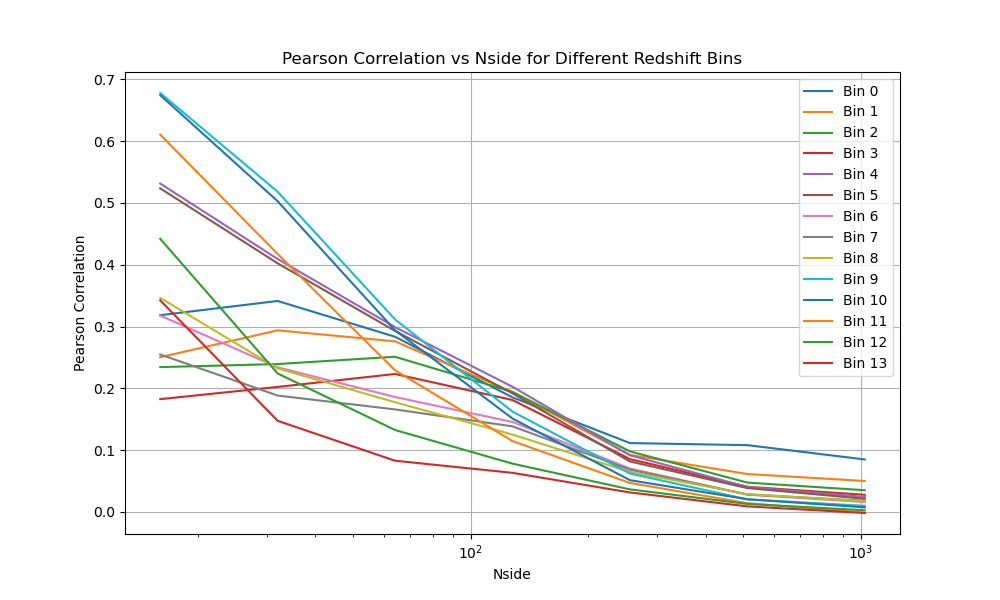 Pearson Correlation vs Nside for Different Redshift Bins
Pearson Correlation
0.7
0.6
0.5
0.4
0.3
0.2
0.1
0.0
Bin 0
Bin 1
Bin 2
Bin 3
Bin 4
Bin 5
Bin 6
Bin 7
Bin 8
Bin 9
Bin 10
Bin 11
Bin 12
Bin 13
10²
10³
Nside